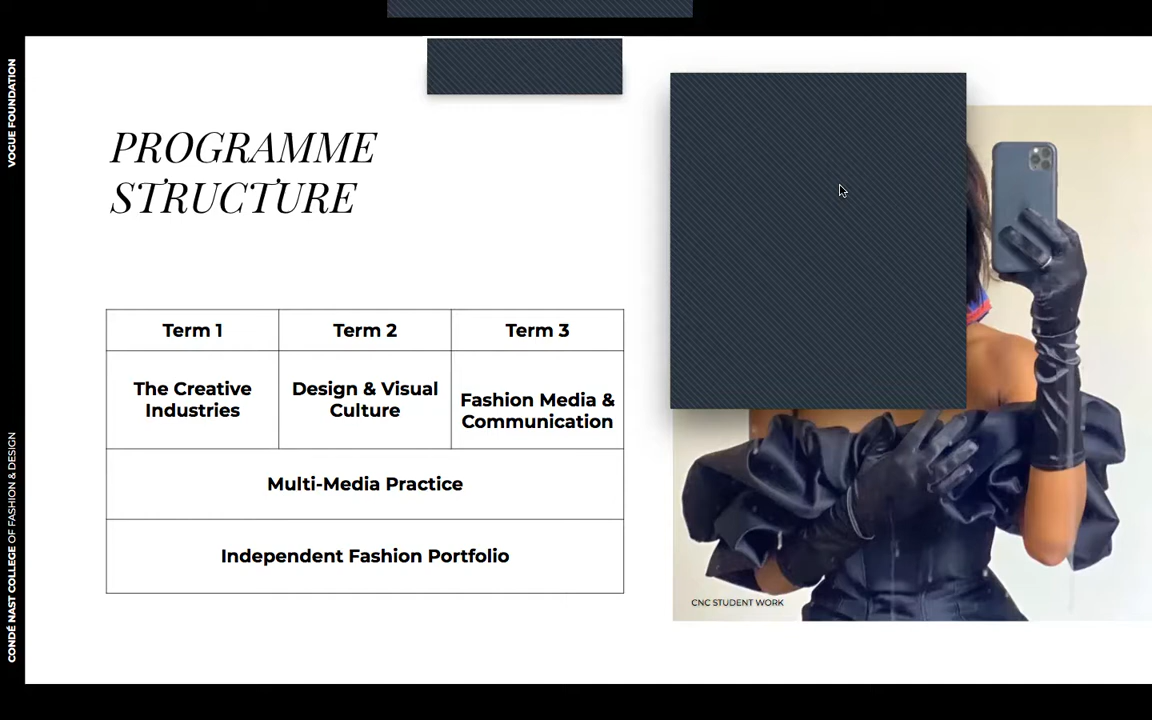 VOGUE FOUNDATION
CONDÉ NAST COLLEGE OF FASHION & DESIGN
PROGRAMME
STRUCTURE
Term 1
Term 2
Term 3
The Creative
Industries
Design & Visual
Culture
Fashion Media &
Communication
Multi-Media Practice
Independent Fashion Portfolio
CNC STUDENT WORK